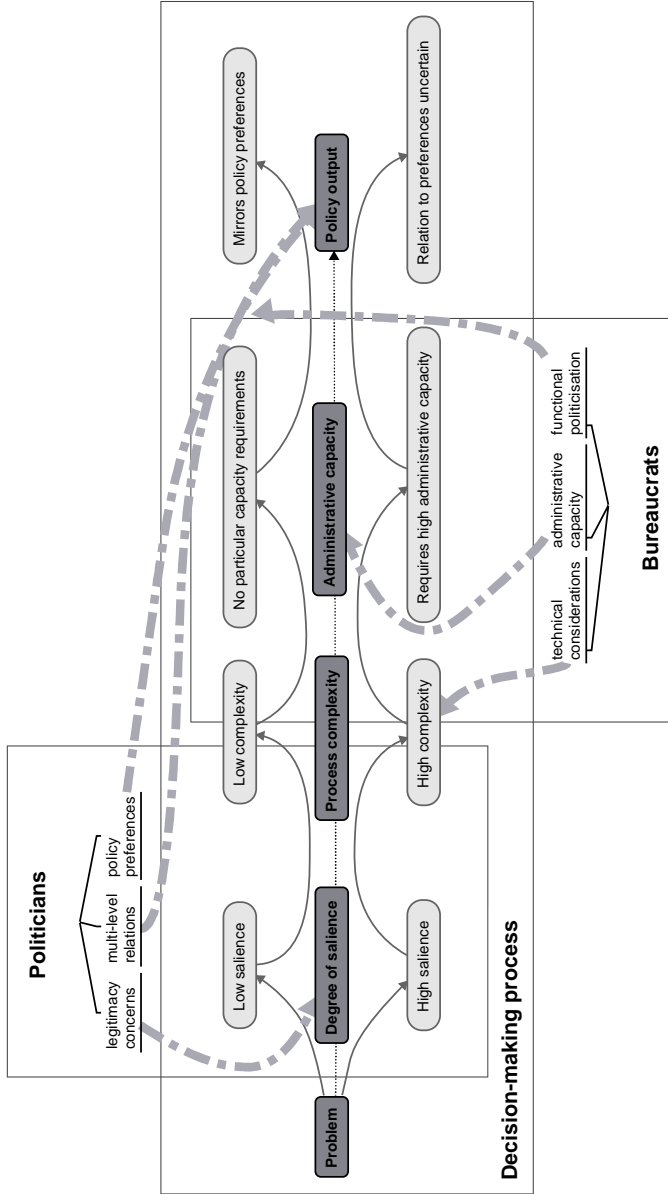 Politicians
legitimacy
concerns
multi-level
relations
policy
preferences
Low salience
Low complexity
No particular capacity requirements
Mirrors policy preferences
Problem
Degree of salience
Process complexity
Administrative capacity
Policy output
High salience
High complexity
Requires high administrative capacity
Relation to preferences uncertain
Decision-making process
technical
considerations
administrative
capacity
functional
politicisation
Bureaucrats